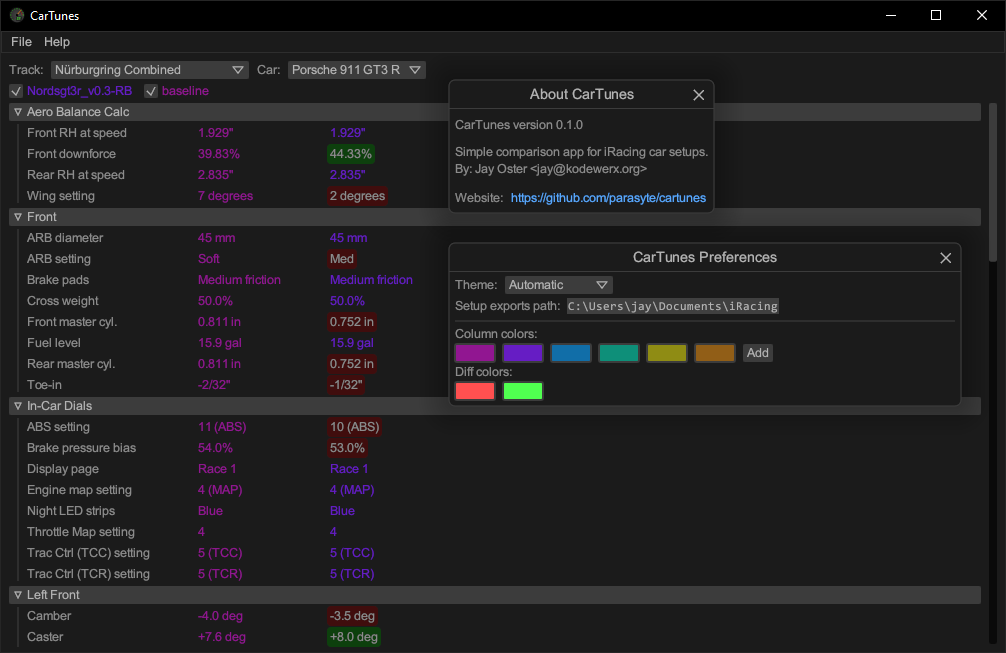 CarTunes
File Help
Track: Nürburgring Combined Car: Porsche 911 GT3 R
Nordsgt3r_v0.3-RB baseline
Aero Balance Calc
Front RH at speed 1.929" 1.929"
Front downforce 39.83% 44.33%
Rear RH at speed 2.835" 2.835"
Wing setting 7 degrees 2 degrees
Front
ARB diameter 45 mm 45 mm
ARB setting Soft Med
Brake pads Medium friction Medium friction
Cross weight 50.0% 50.0%
Front master cyl. 0.811 in 0.752 in
Fuel level 15.9 gal 15.9 gal
Rear master cyl. 0.811 in 0.752 in
Toe-in -2/32" -1/32"
In-Car Dials
ABS setting 11 (ABS) 10 (ABS)
Brake pressure bias 54.0% 53.0%
Display page Race 1 Race 1
Engine map setting 4 (MAP) 4 (MAP)
Night LED strips Blue Blue
Throttle Map setting 4 4
Trac Ctrl (TCC) setting 5 (TCC) 5 (TCC)
Trac Ctrl (TCR) setting 5 (TCR) 5 (TCR)
Left Front
Camber -4.0 deg -3.5 deg
Caster +7.6 deg +8.0 deg
About CarTunes
CarTunes version 0.1.0
Simple comparison app for iRacing car setups.
By: Jay Oster <jay@kodewerx.org>
Website: https://github.com/parasyte/cartunes
CarTunes Preferences
Theme: Automatic
Setup exports path: C:\Users\jay\Documents\iRacing
Column colors:
Add
Diff colors: